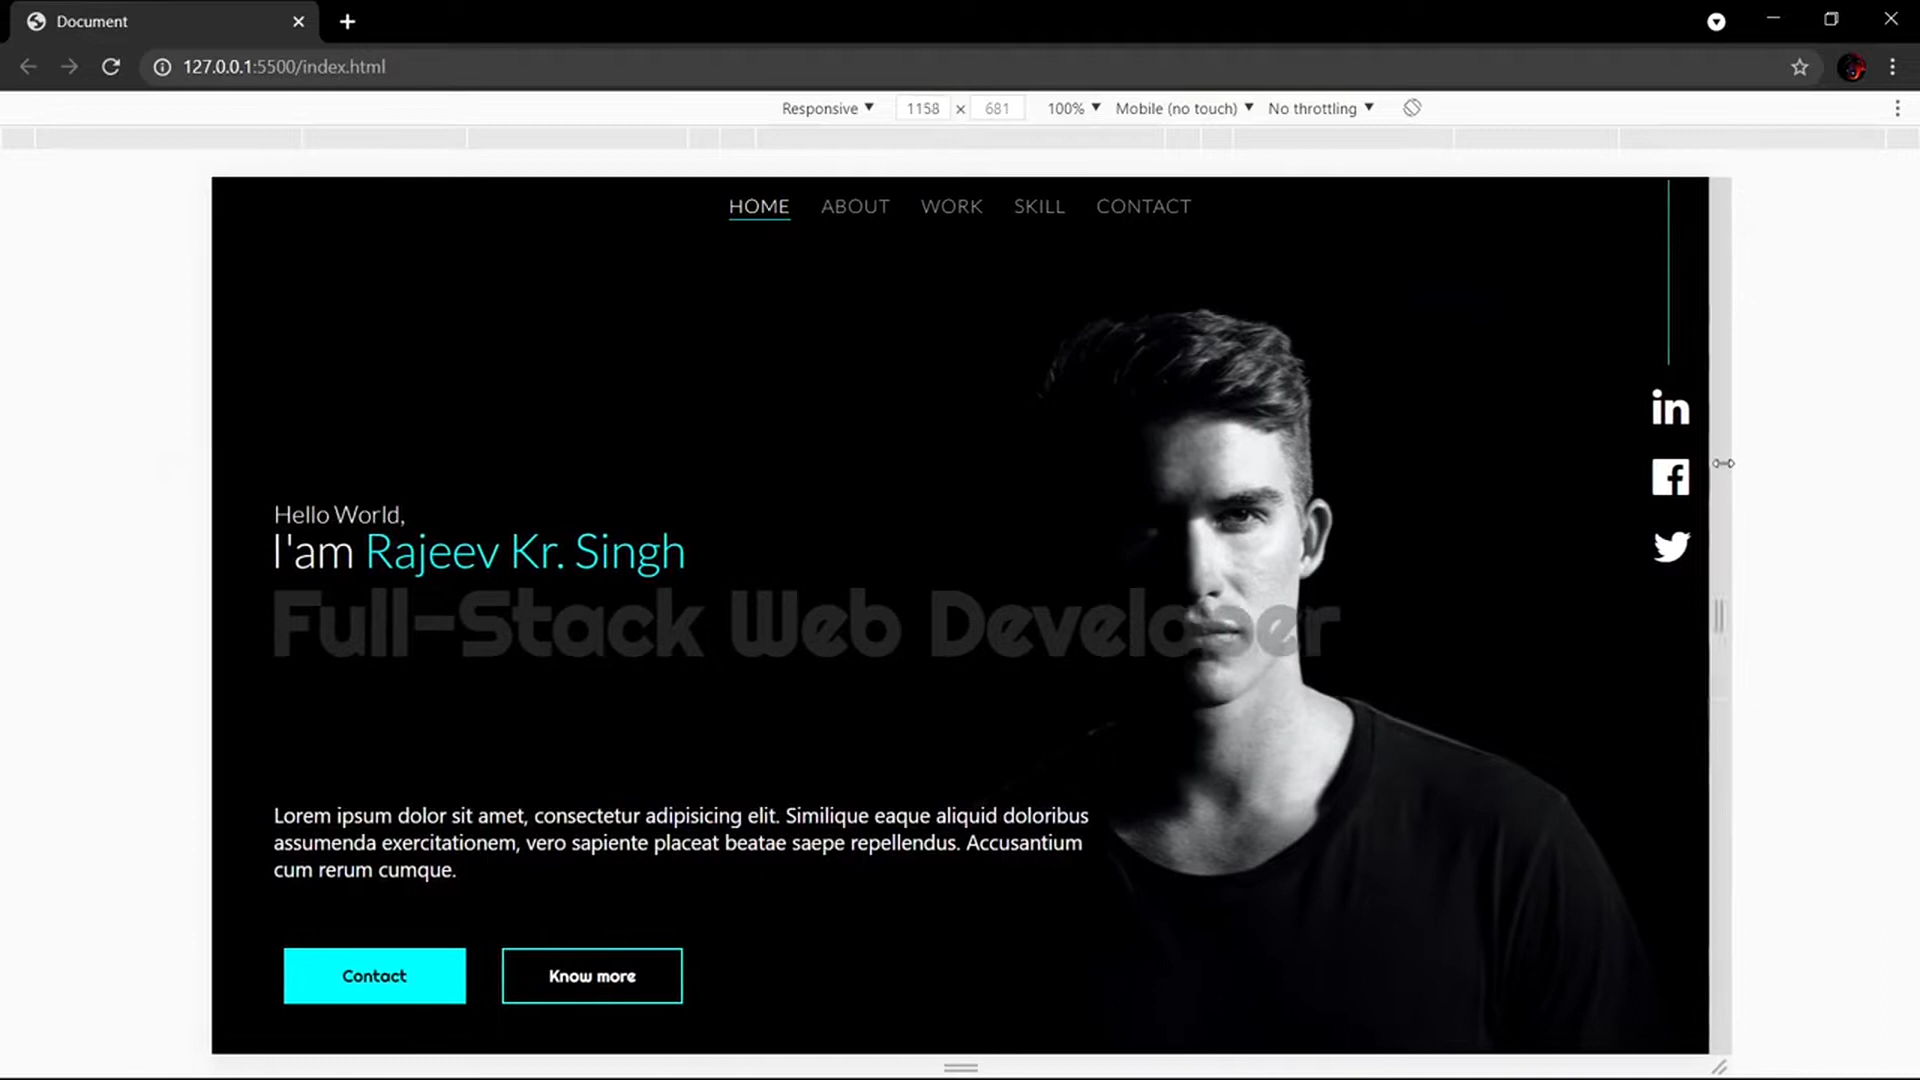 Document
127.0.0.1:5500/index.html
Responsive 1158 × 681 100% Mobile (no touch) No throttling
HOME ABOUT WORK SKILL CONTACT
in
f
Hello World,
I'am Rajeev Kr. Singh
Full-Stack Web Developer
Lorem ipsum dolor sit amet, consectetur adipisicing elit. Similique eaque aliquid doloribus
assumenda exercitationem, vero sapiente placeat beatae saepe repellendus. Accusantium
cum rerum cumque.
Contact Know more